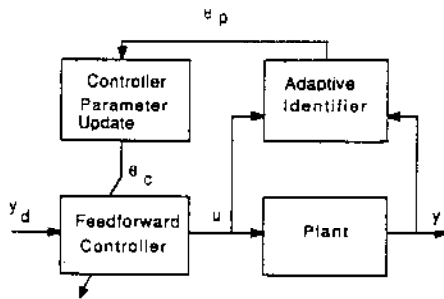 θ p
Controller
Parameter
Update
Adaptive
Identifier
θ c
y d
Feedforward
Controller
u
Plant
y